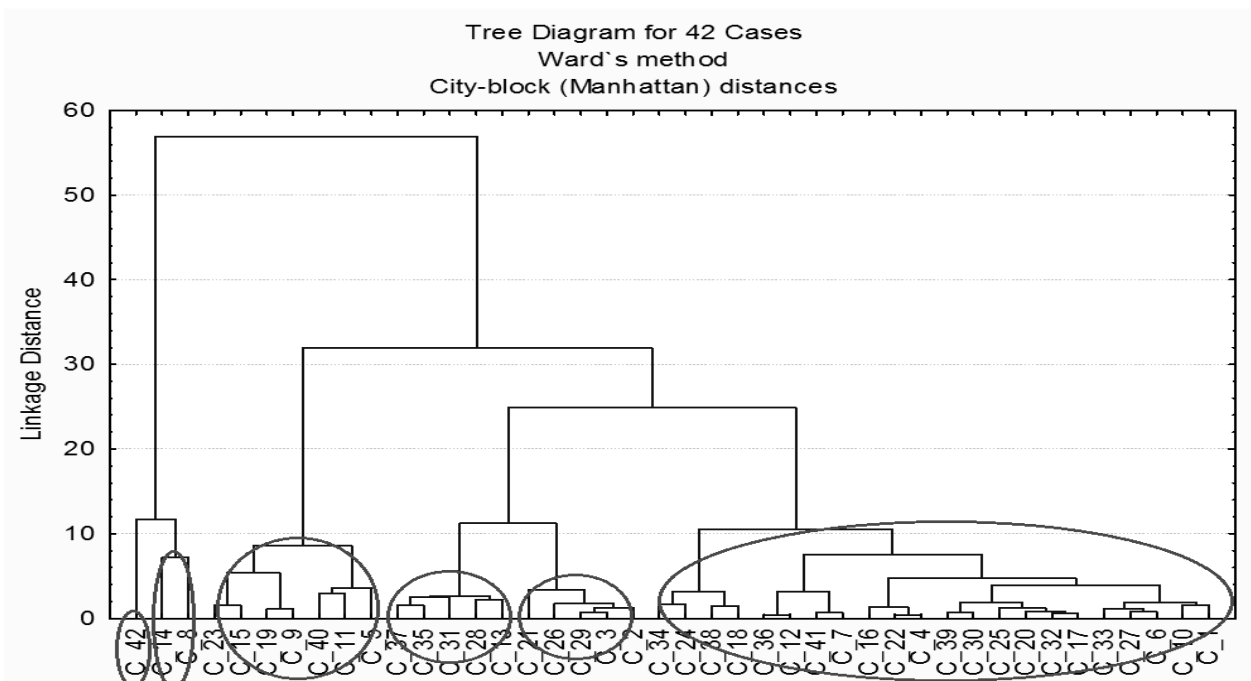 Tree Diagram for 42 Cases
Ward`s method
City-block (Manhattan) distances
60
50
40
30
20
10
0
Linkage Distance
C_42
C_14
C_8
C_23
C_15
C_19
C_9
C_40
C_11
C_5
C_37
C_35
C_31
C_28
C_13
C_21
C_26
C_29
C_3
C_2
C_34
C_24
C_38
C_18
C_36
C_12
C_41
C_7
C_16
C_22
C_4
C_39
C_30
C_25
C_20
C_32
C_17
C_33
C_27
C_6
C_10
C_1